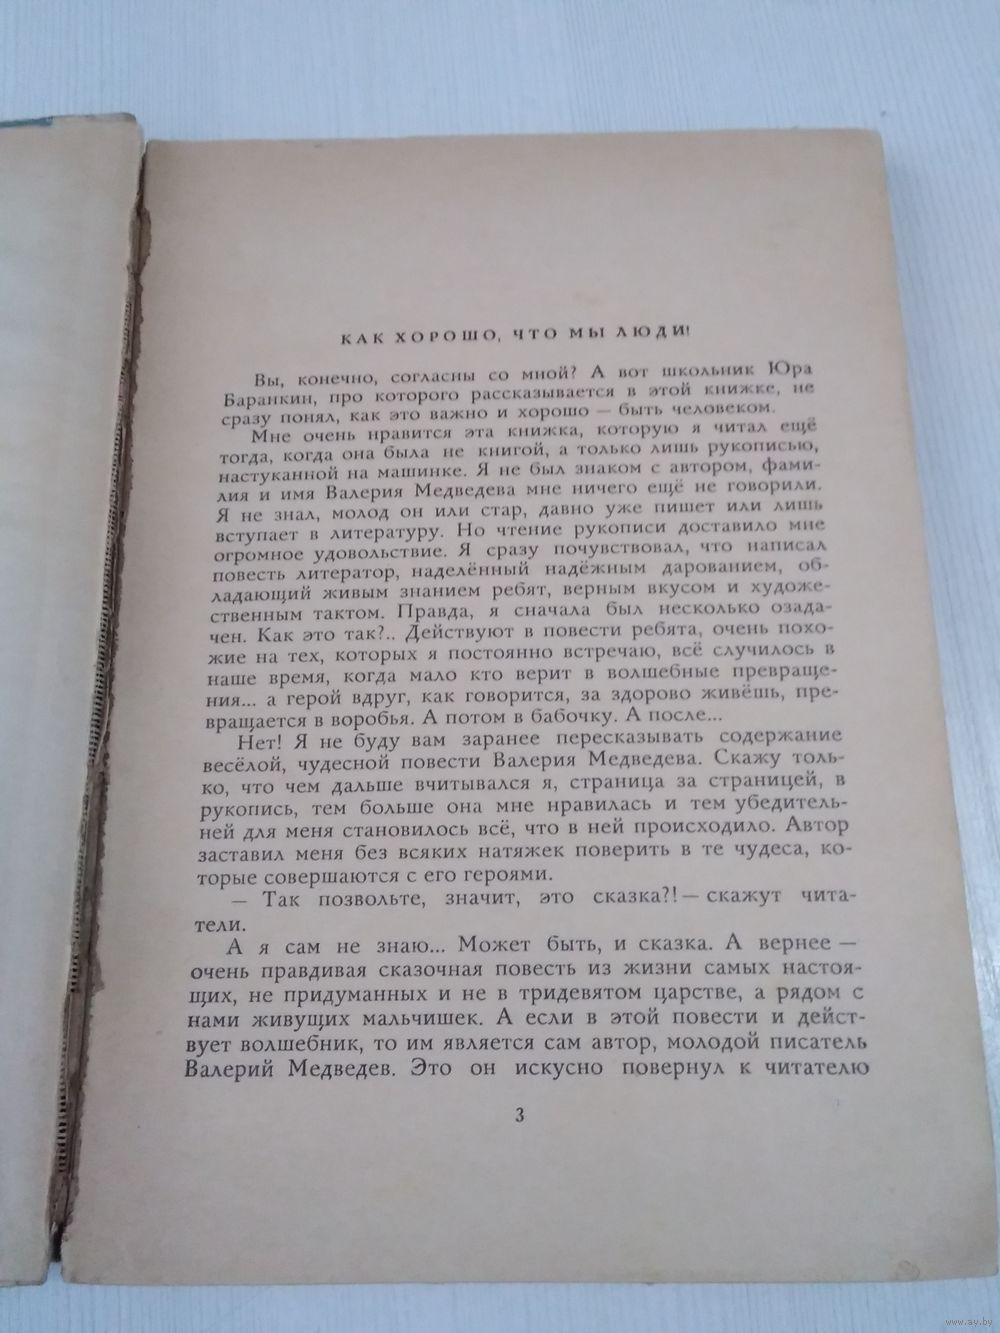 КАК ХОРОШО, ЧТО МЫ ЛЮДИ!
Вы, конечно, согласны со мной? А вот школьник Юра
Баранкин, про которого рассказывается в этой книжке, не
сразу понял, как это важно и хорошо — быть человеком.
Мне очень нравится эта книжка, которую я читал ещё
тогда, когда она была не книгой, а только лишь рукописью,
настуканной на машинке. Я не был знаком с автором, фами-
лия и имя Валерия Медведева мне ничего ещё не говорили.
Я не знал, молод он или стар, давно уже пишет или лишь
вступает в литературу. Но чтение рукописи доставило мне
огромное удовольствие. Я сразу почувствовал, что написал
повесть литератор, наделённый надёжным дарованием, об-
ладающий живым знанием ребят, верным вкусом и художе-
ственным тактом. Правда, я сначала был несколько озада-
чен. Как это так?.. Действуют в повести ребята, очень похо-
жие на тех, которых я постоянно встречаю, всё случилось в
наше время, когда мало кто верит в волшебные превраще-
ния... а герой вдруг, как говорится, за здорово живёшь, пре-
вращается в воробья. А потом в бабочку. А после...
Нет! Я не буду вам заранее пересказывать содержание
весёлой, чудесной повести Валерия Медведева. Скажу толь-
ко, что чем дальше вчитывался я, страница за страницей, в
рукопись, тем больше она мне нравилась и тем убедитель-
ней для меня становилось всё, что в ней происходило. Автор
заставил меня без всяких натяжек поверить в те чудеса, ко-
торые совершаются с его героями.
— Так позвольте, значит, это сказка?! — скажут чита-
тели.
А я сам не знаю... Может быть, и сказка. А вернее —
очень правдивая сказочная повесть из жизни самых настоя-
щих, не придуманных и не в тридевятом царстве, а рядом с
нами живущих мальчишек. А если в этой повести и дейст-
вует волшебник, то им является сам автор, молодой писатель
Валерий Медведев. Это он искусно повернул к читателю
3
www.ay.by